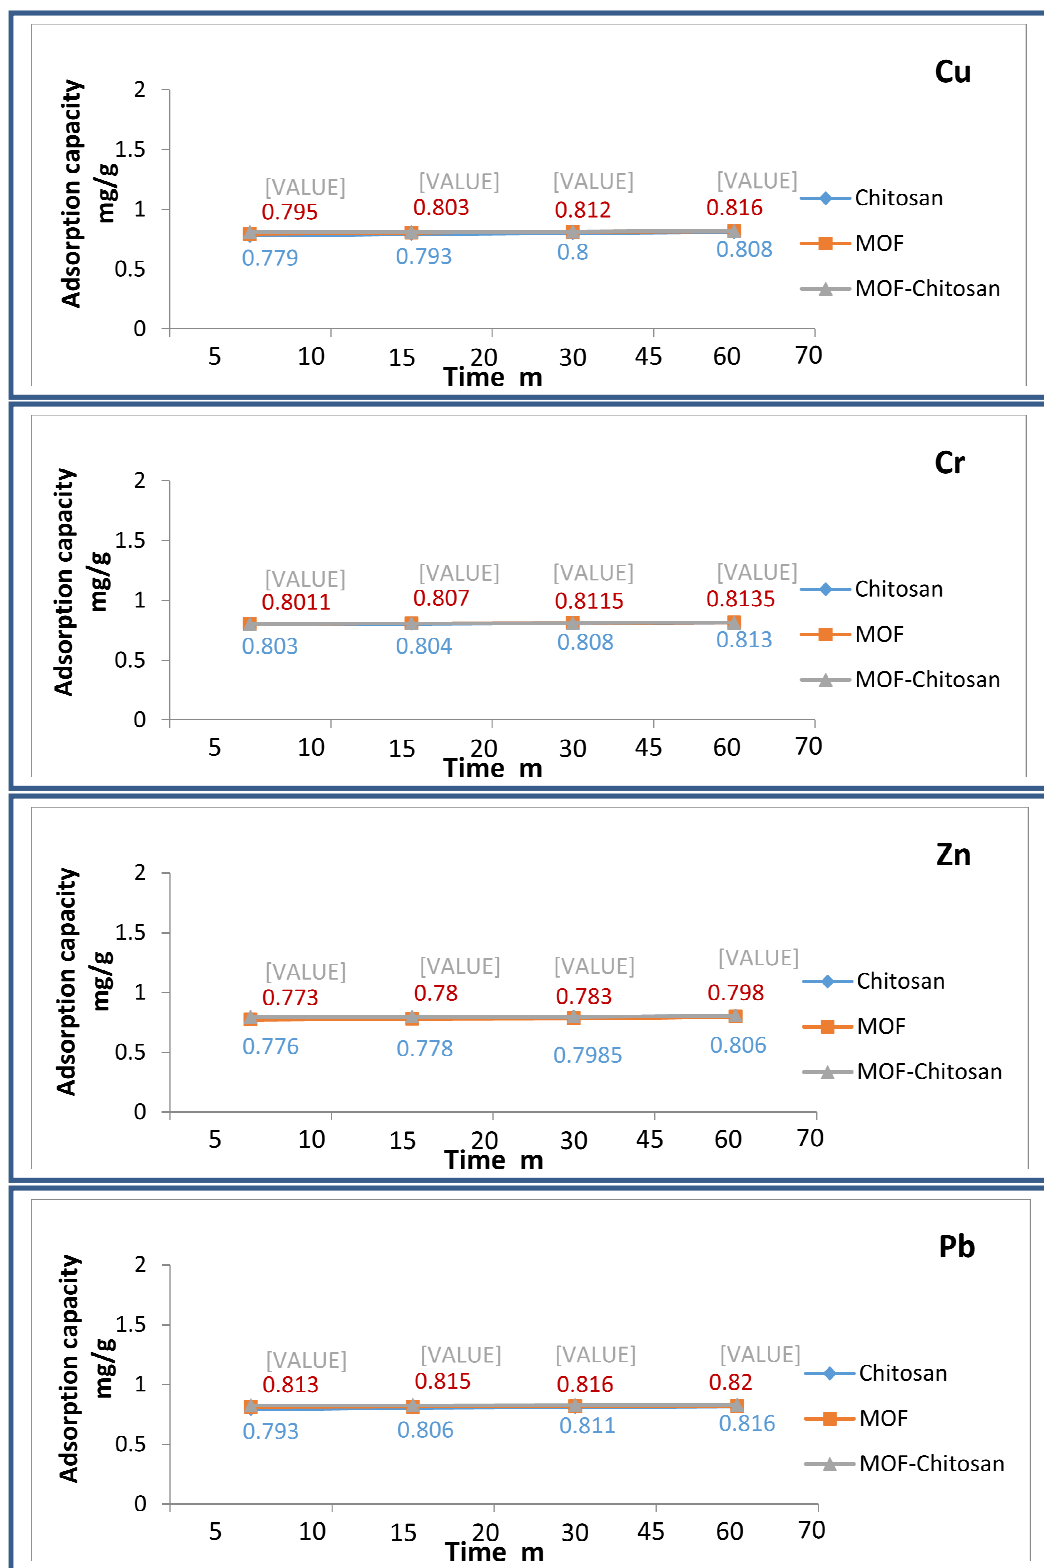 Cu
Adsorption capacity
mg/g
2
1.5
1
0.5
0
[VALUE] [VALUE] [VALUE] [VALUE]
0.795 0.803 0.812 0.816
0.779 0.793 0.8 0.808
Chitosan
MOF
MOF-Chitosan
5 10 15 20 30 45 60 70
Time m
Cr
Adsorption capacity
mg/g
2
1.5
1
0.5
0
[VALUE] [VALUE] [VALUE] [VALUE]
0.8011 0.807 0.8115 0.8135
0.803 0.804 0.808 0.813
Chitosan
MOF
MOF-Chitosan
5 10 15 20 30 45 60 70
Time m
Zn
Adsorption capacity
mg/g
2
1.5
1
0.5
0
[VALUE] [VALUE] [VALUE] [VALUE]
0.773 0.78 0.783 0.798
0.776 0.778 0.7985 0.806
Chitosan
MOF
MOF-Chitosan
5 10 15 20 30 45 60 70
Time m
Pb
Adsorption capacity
mg/g
2
1.5
1
0.5
0
[VALUE] [VALUE] [VALUE] [VALUE]
0.813 0.815 0.816 0.82
0.793 0.806 0.811 0.816
Chitosan
MOF
MOF-Chitosan
5 10 15 20 30 45 60 70
Time m